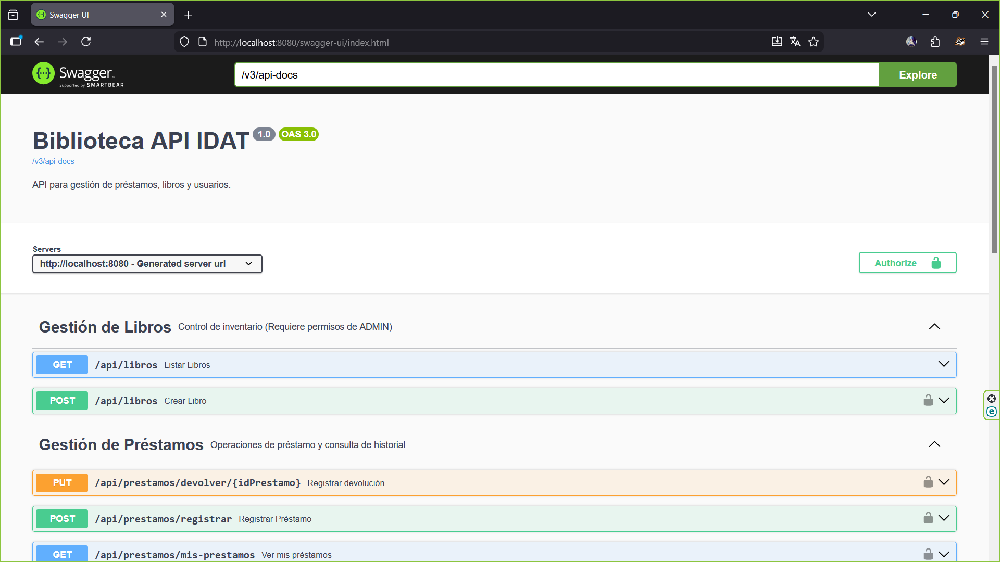 Swagger UI
http://localhost:8080/swagger-ui/index.html
Swagger
Supported by SMARTBEAR
/v3/api-docs
Explore
Biblioteca API IDAT 1.0 OAS 3.0
/v3/api-docs
API para gestión de préstamos, libros y usuarios.
Servers
http://localhost:8080 - Generated server url
Authorize
Gestión de Libros Control de inventario (Requiere permisos de ADMIN)
GET /api/libros Listar Libros
POST /api/libros Crear Libro
Gestión de Préstamos Operaciones de préstamo y consulta de historial
PUT /api/prestamos/devolver/{idPrestamo} Registrar devolución
POST /api/prestamos/registrar Registrar Préstamo
GET /api/prestamos/mis-prestamos Ver mis préstamos